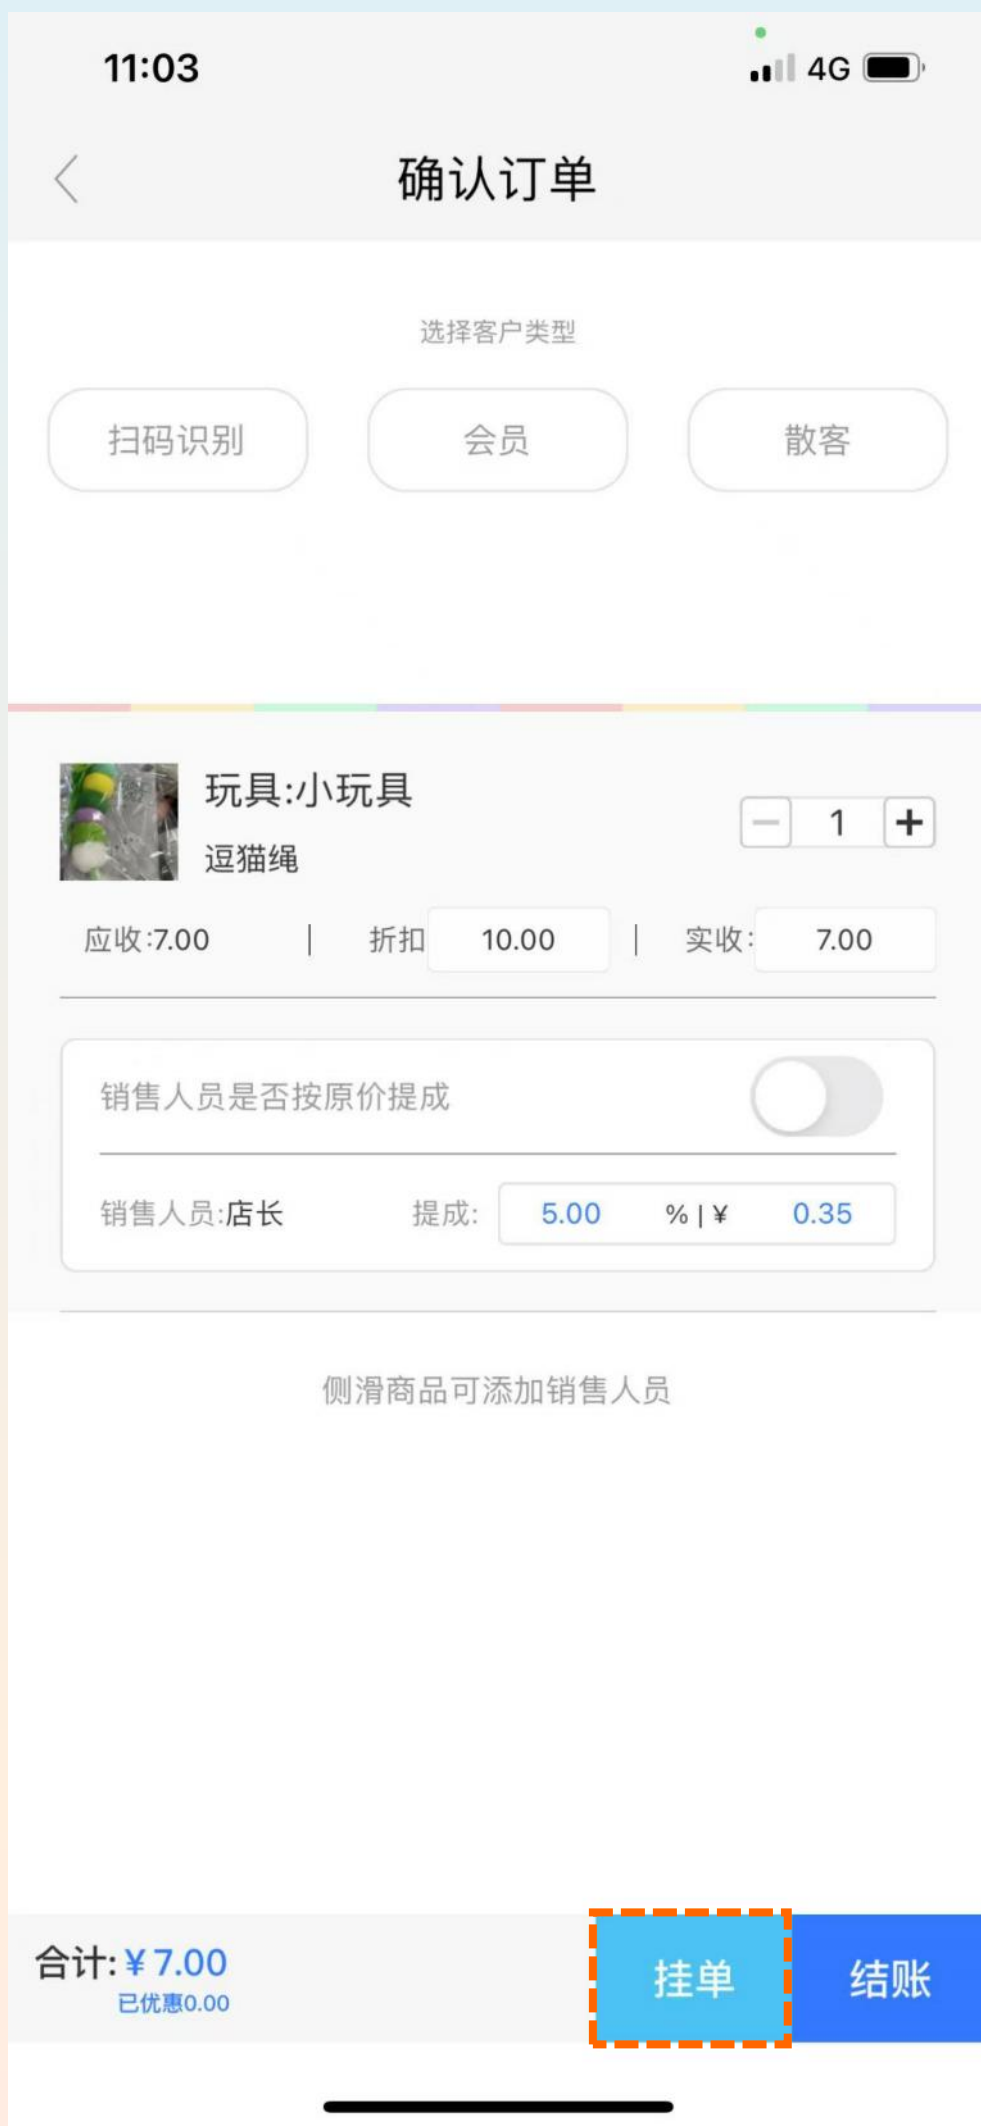 11:03 4G
确认订单
选择客户类型
扫码识别 会员 散客
玩具:小玩具
逗猫绳
1
应收:7.00 | 折扣 10.00 | 实收: 7.00
销售人员是否按原价提成
销售人员:店长 提成: 5.00 % | ¥ 0.35
侧滑商品可添加销售人员
合计:¥7.00
已优惠0.00
挂单 结账